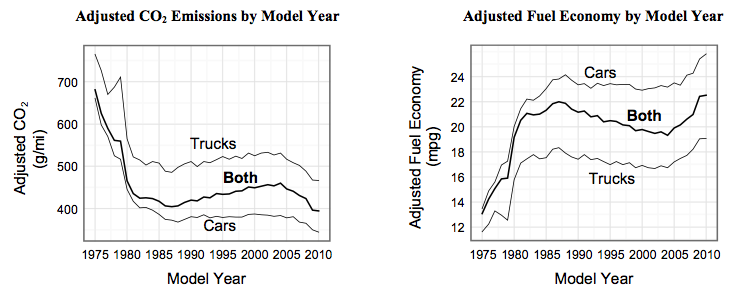 Adjusted CO₂ Emissions by Model Year
Adjusted CO₂
(g/mi)
700
600
500
400
Trucks
Both
Cars
1975 1980 1985 1990 1995 2000 2005 2010
Model Year
Adjusted Fuel Economy by Model Year
Adjusted Fuel Economy
(mpg)
24
22
20
18
16
14
12
Cars
Both
Trucks
1975 1980 1985 1990 1995 2000 2005 2010
Model Year